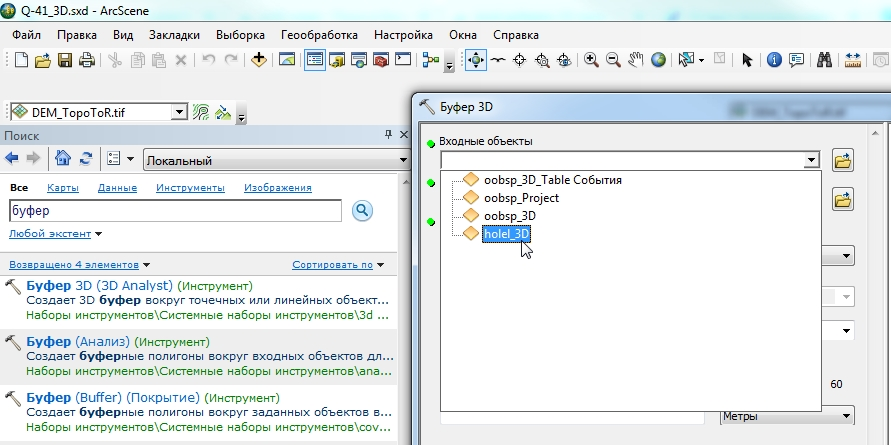 Q-41_3D.sxd - ArcScene
Файл Правка Вид Закладки Выборка Геообработка Настройка Окна Справка
DEM_TopoToR.tif
Поиск
Локальный
Все Карты Данные Инструменты Изображения
буфер
Любой экстент
Возвращено 4 элементов Сортировать по
Буфер 3D (3D Analyst) (Инструмент)
Создает 3D буфер вокруг точечных или линейных объект...
Наборы инструментов\Системные наборы инструментов\3d ...
Буфер (Анализ) (Инструмент)
Создает буферные полигоны вокруг входных объектов дл...
Наборы инструментов\Системные наборы инструментов\ana...
Буфер (Buffer) (Покрытие) (Инструмент)
Создает буферные полигоны вокруг заданных объектов в...
Наборы инструментов\Системные наборы инструментов\cov...
Буфер 3D
Входные объекты
oobsp_3D_Table События
oobsp_Project
oobsp_3D
holel_3D
60
Метры